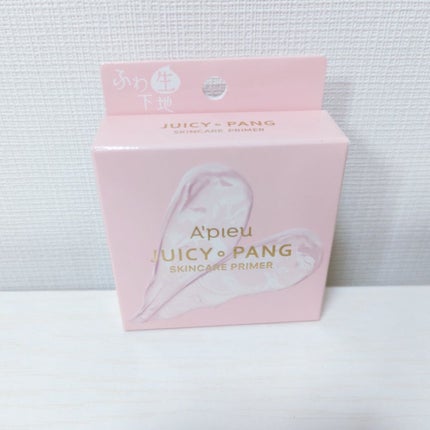 ふわ生
下地
JUICY・PANG
SKINCARE PRIMER
A'pieu
JUICY・PANG
SKINCARE PRIMER